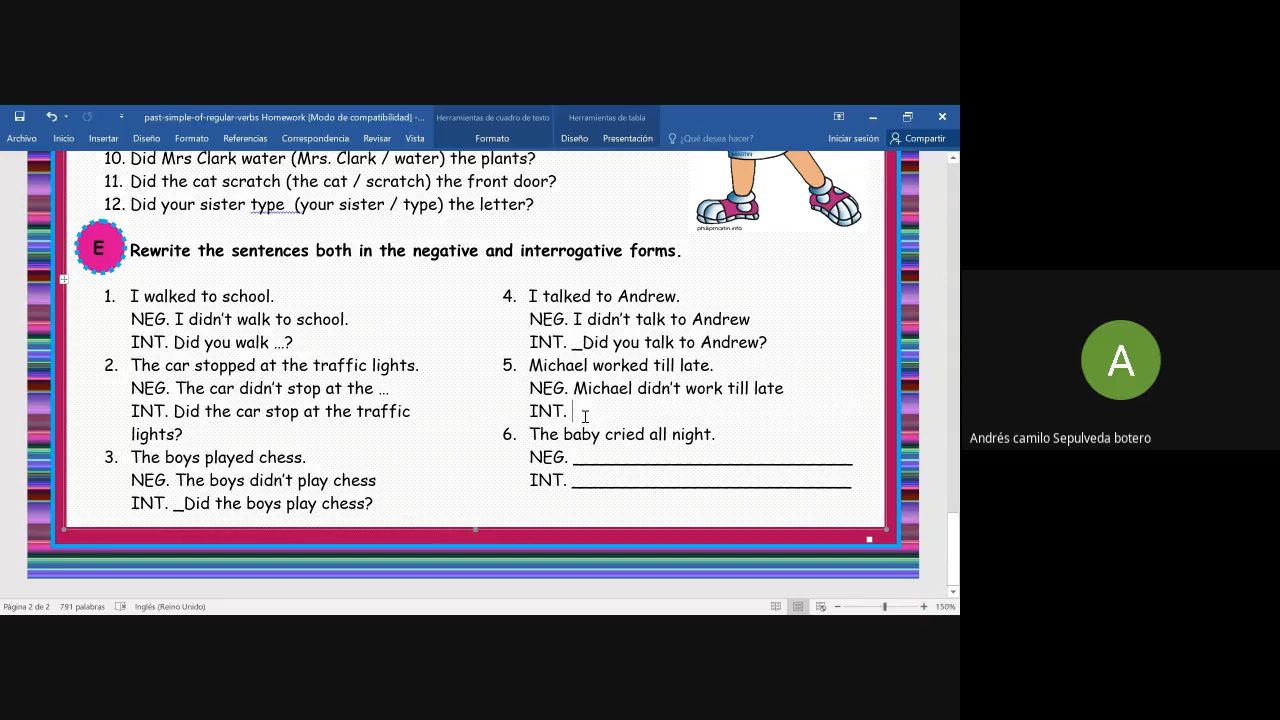 past-simple-of-regular-verbs Homework [Modo de compatibilidad] -...
Herramientas de cuadro de texto
Herramientas de tabla
Archivo
Inicio
Insertar
Diseño
Formato
Referencias
Correspondencia
Revisar
Vista
Formato
Diseño
Presentación
¿Qué desea hacer?
Iniciar sesión
Compartir
10. Did Mrs Clark water (Mrs. Clark / water) the plants?
11. Did the cat scratch (the cat / scratch) the front door?
12. Did your sister type (your sister / type) the letter?
MARTIN
philipmartin.info
E
Rewrite the sentences both in the negative and interrogative forms.
1. I walked to school.
NEG. I didn't walk to school.
INT. Did you walk ...?
2. The car stopped at the traffic lights.
NEG. The car didn't stop at the ...
INT. Did the car stop at the traffic
lights?
3. The boys played chess.
NEG. The boys didn't play chess
INT. _Did the boys play chess?
4. I talked to Andrew.
NEG. I didn't talk to Andrew
INT. _Did you talk to Andrew?
5. Michael worked till late.
NEG. Michael didn't work till late
INT.
6. The baby cried all night.
NEG. ____________________________
INT. ____________________________
Página 2 de 2
791 palabras
Inglés (Reino Unido)
150%
A
Andrés camilo Sepulveda botero